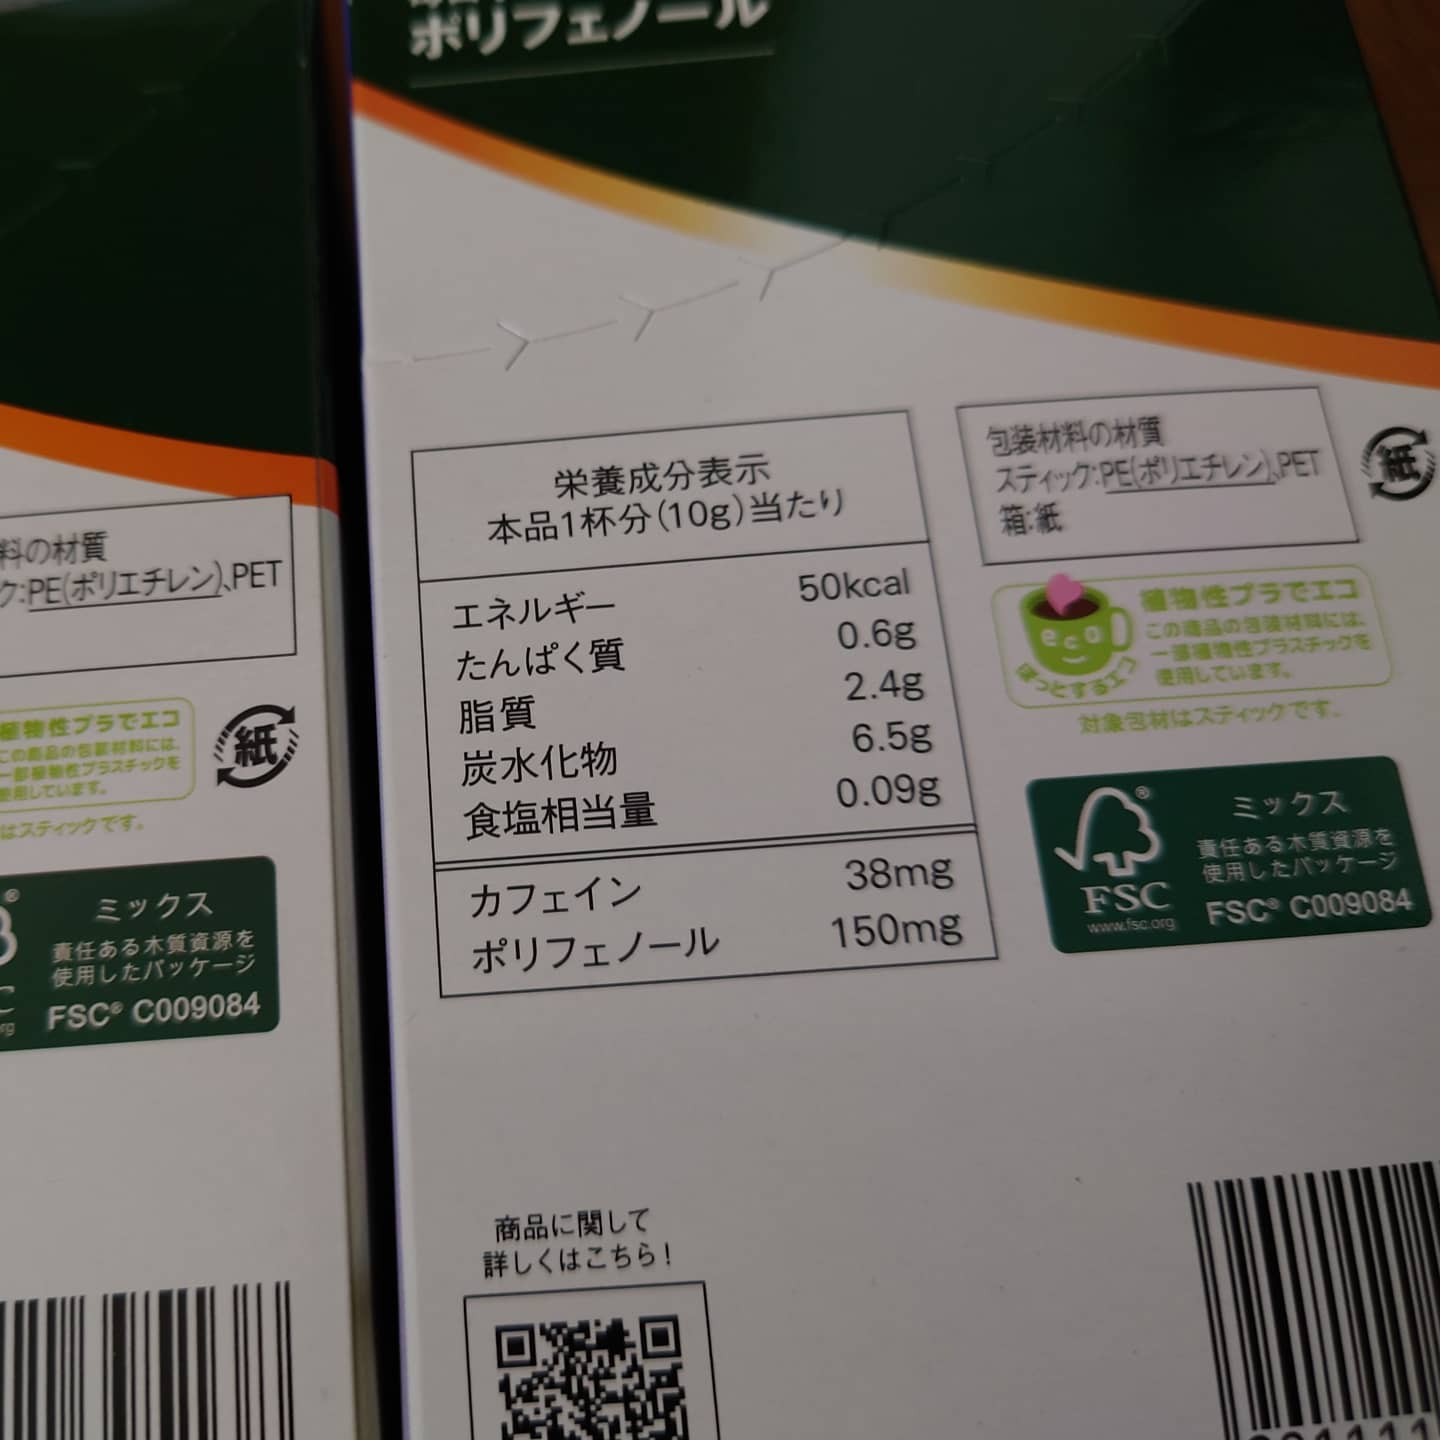 ポリフェノール
栄養成分表示
本品1杯分(10g)当たり
エネルギー 50kcal
たんぱく質 0.6g
脂質 2.4g
炭水化物 6.5g
食塩相当量 0.09g
カフェイン 38mg
ポリフェノール 150mg
包装材料の材質
スティック:PE(ポリエチレン)、PET
箱:紙
紙
eco
ほっとするエコ
植物性プラでエコ
この商品の包装材料には、
一部植物性プラスチックを
使用しています。
対象包材はスティックです。
FSC
www.fsc.org
ミックス
責任ある木質資源を
使用したパッケージ
FSC® C009084
商品に関して
詳しくはこちら!
料の材質
ク:PE(ポリエチレン)、PET
植物性プラでエコ
この商品の包装材料には、
一部植物性プラスチックを
使用しています。
はスティックです。
紙
ミックス
責任ある木質資源を
使用したパッケージ
FSC® C009084